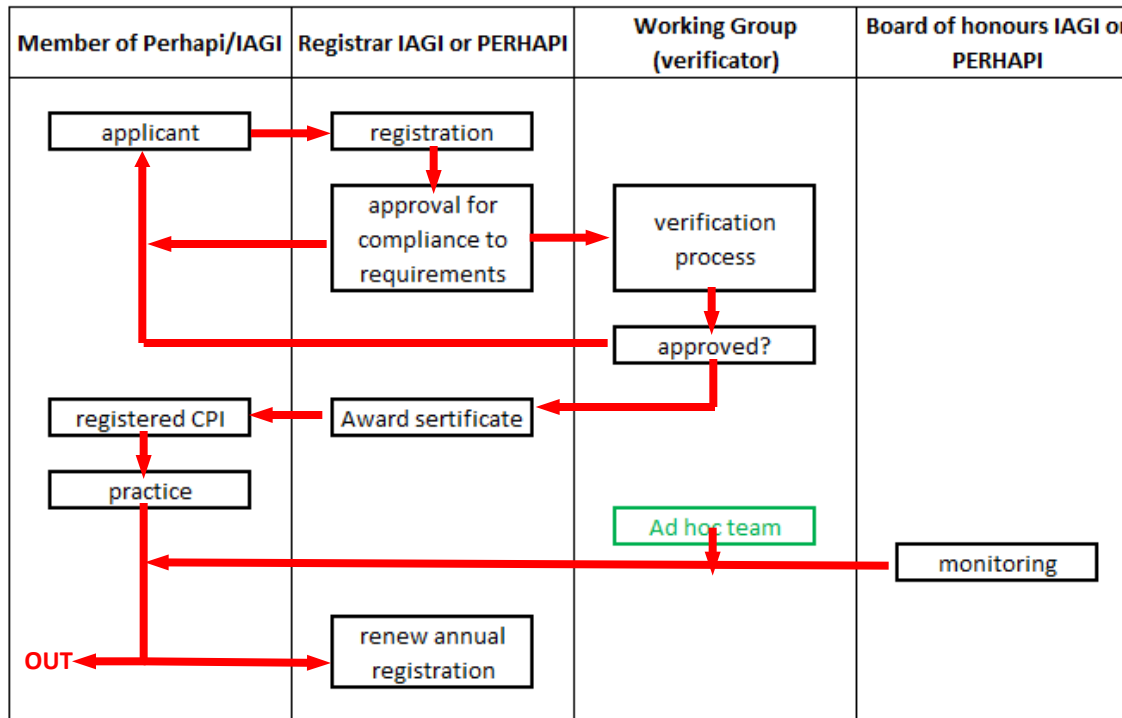 Member of Perhapi/IAGI
Registrar IAGI or PERHAPI
Working Group
(verificator)
Board of honours IAGI or
PERHAPI
applicant
registration
approval for
compliance to
requirements
verification
process
approved?
registered CPI
Award sertificate
practice
Ad hoc team
monitoring
renew annual
registration
OUT